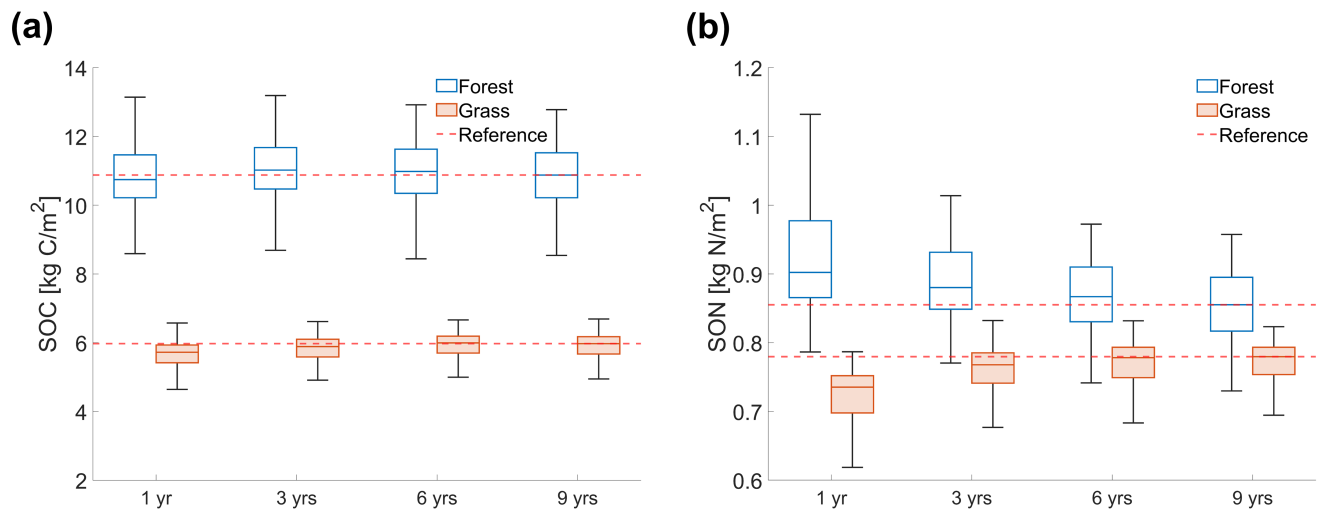 (a)
SOC [kg C/m²]
14
12
10
8
6
4
2
Forest
Grass
Reference
1 yr
3 yrs
6 yrs
9 yrs
(b)
SON [kg N/m²]
1.2
1.1
1
0.9
0.8
0.7
0.6
Forest
Grass
Reference
1 yr
3 yrs
6 yrs
9 yrs